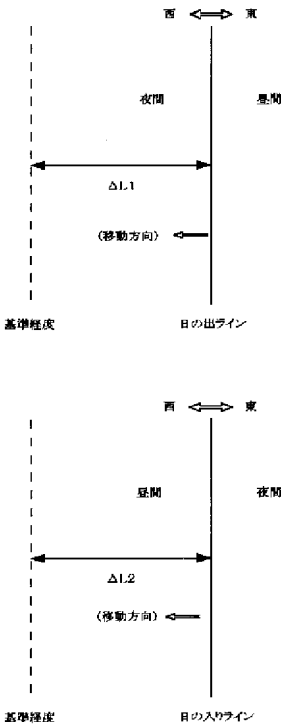 西 東
夜間 昼間
ΔL1
(移動方向)
基準経度 日の出ライン
西 東
昼間 夜間
ΔL2
(移動方向)
基準経度 日の入りライン